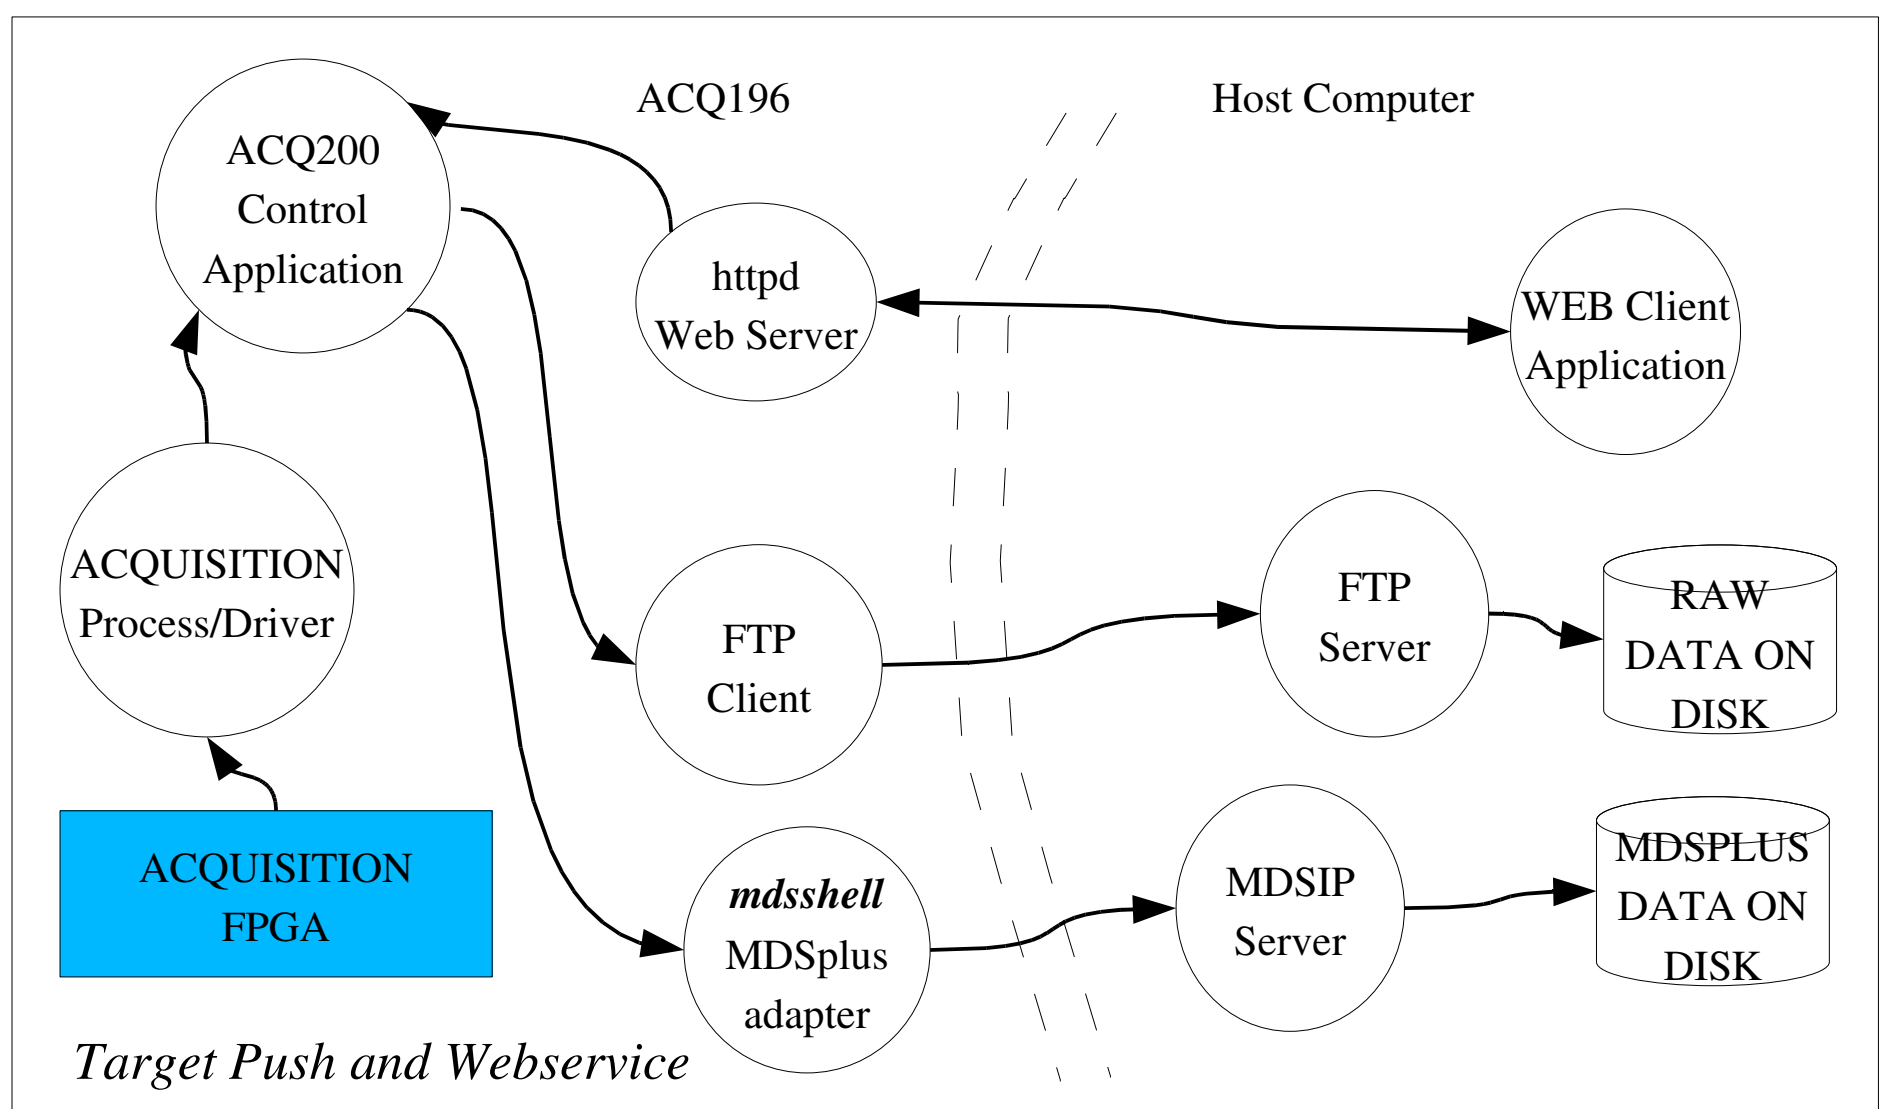 ACQ196
Host Computer
ACQ200
Control
Application
httpd
Web Server
WEB Client
Application
ACQUISITION
Process/Driver
FTP
Client
FTP
Server
RAW
DATA ON
DISK
ACQUISITION
FPGA
mdsshell
MDSplus
adapter
MDSIP
Server
MDSPLUS
DATA ON
DISK
Target Push and Webservice